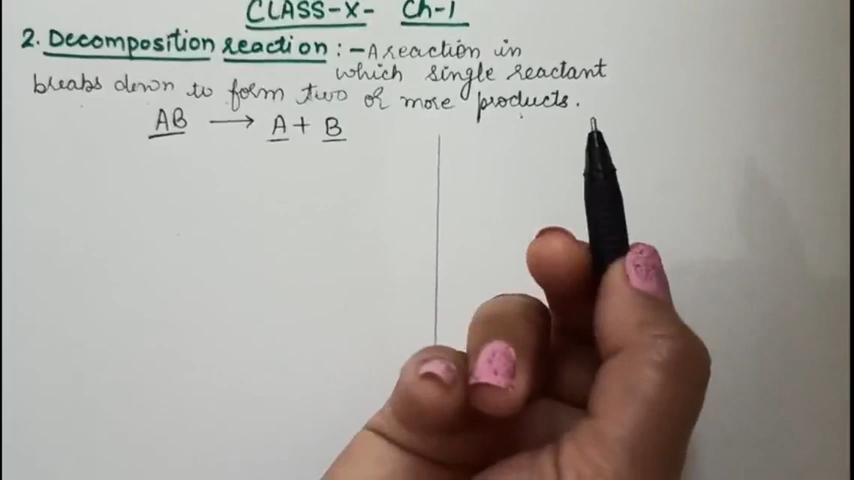 CLASS-X- Ch-1
2. Decomposition reaction :- A reaction in
which single reactant
breaks down to form two or more products.
AB → A + B